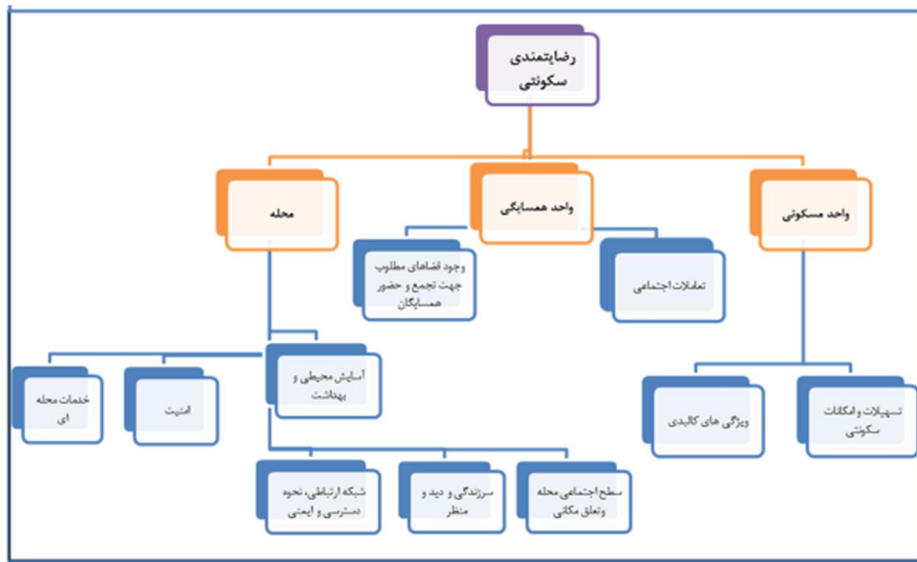 رضایتمندی
سکونتی
واحد مسکونی
واحد همسایگی
محله
تعاملات اجتماعی
وجود فضاهای مطلوب
جهت تجمع و حضور
همسایگان
تسهیلات و امکانات
سکونتی
ویژگی های کالبدی
آسایش محیطی و
بهداشت
امنیت
خدمات محله
ای
سطح اجتماعی محله
وتعلق مکانی
سرزندگی و دید و
منظر
شبکه ارتباطی، نحوه
دسترسی و ایمنی